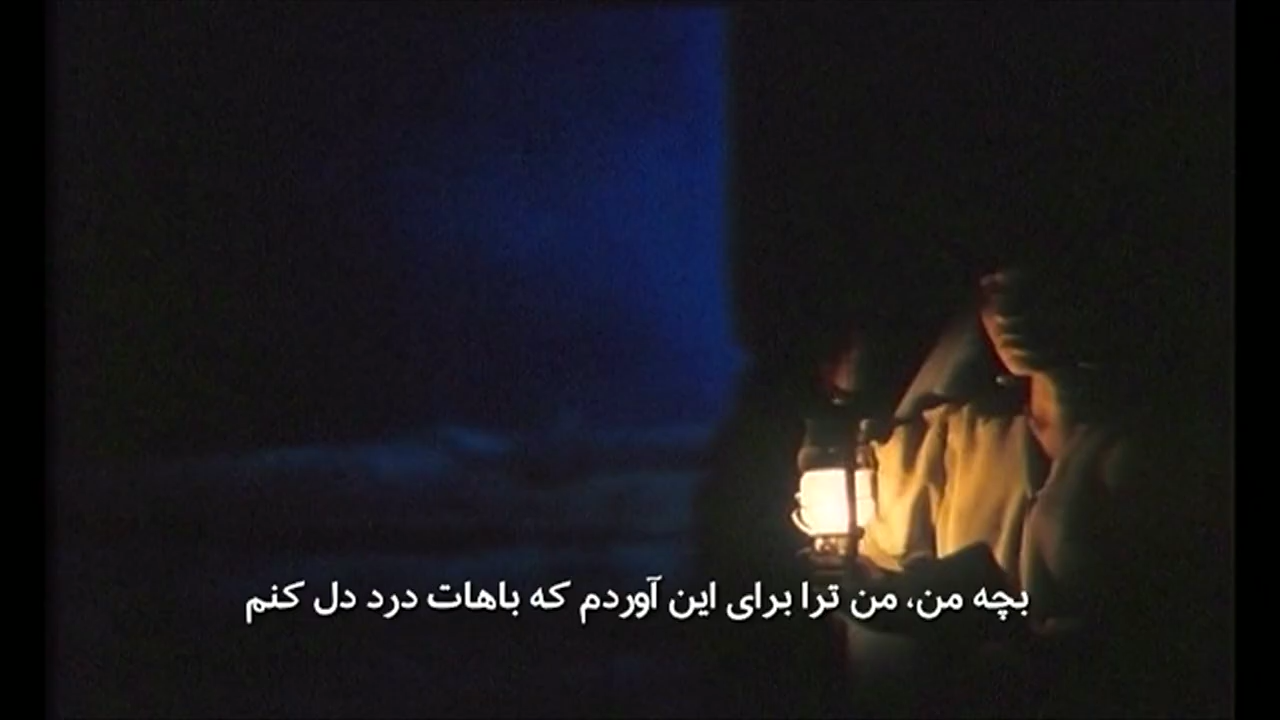 بچه من، من ترا برای این آوردم که باهات درد دل کنم